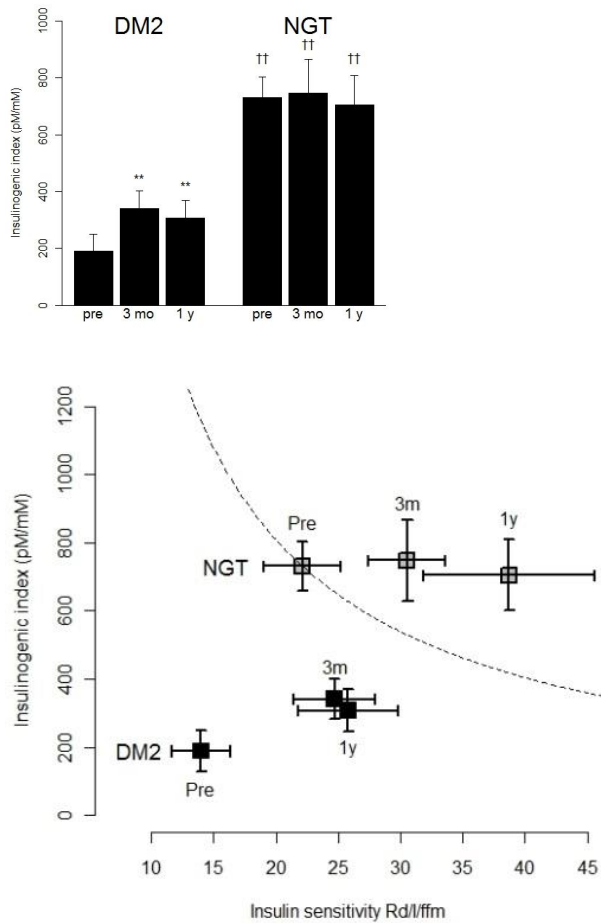 DM2 NGT
Insulinogenic index (pM/mM)
1000
800
600
400
200
0
** ** †† †† ††
pre 3 mo 1 y pre 3 mo 1 y
Insulinogenic index (pM/mM)
1200
1000
800
600
400
200
0
Pre 3m 1y
NGT
3m
1y
DM2
Pre
10 15 20 25 30 35 40 45
Insulin sensitivity Rd/I/ffm